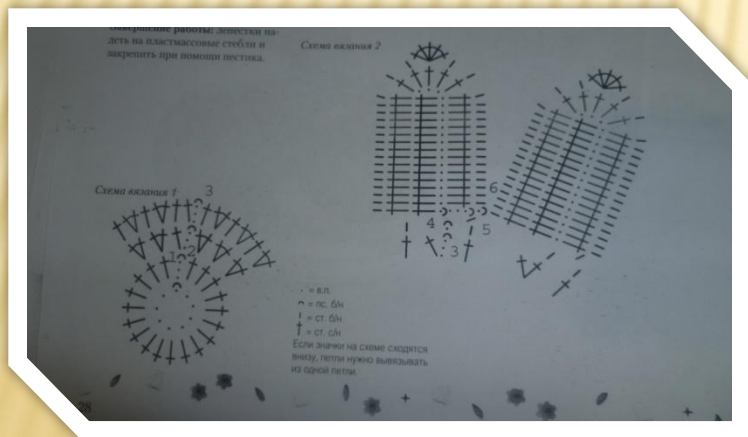 Завершение работы: лепестки на-
деть на пластмассовые стебли и
закрепить при помощи пестика.
Схема вязания 2
Схема вязания 1
3
1
2
6
4
5
3
. = в.п.
= пс. б/н
= ст. б/н
= ст. с/н
Если значки на схеме сходятся
внизу, петли нужно вывязывать
из одной петли.
28